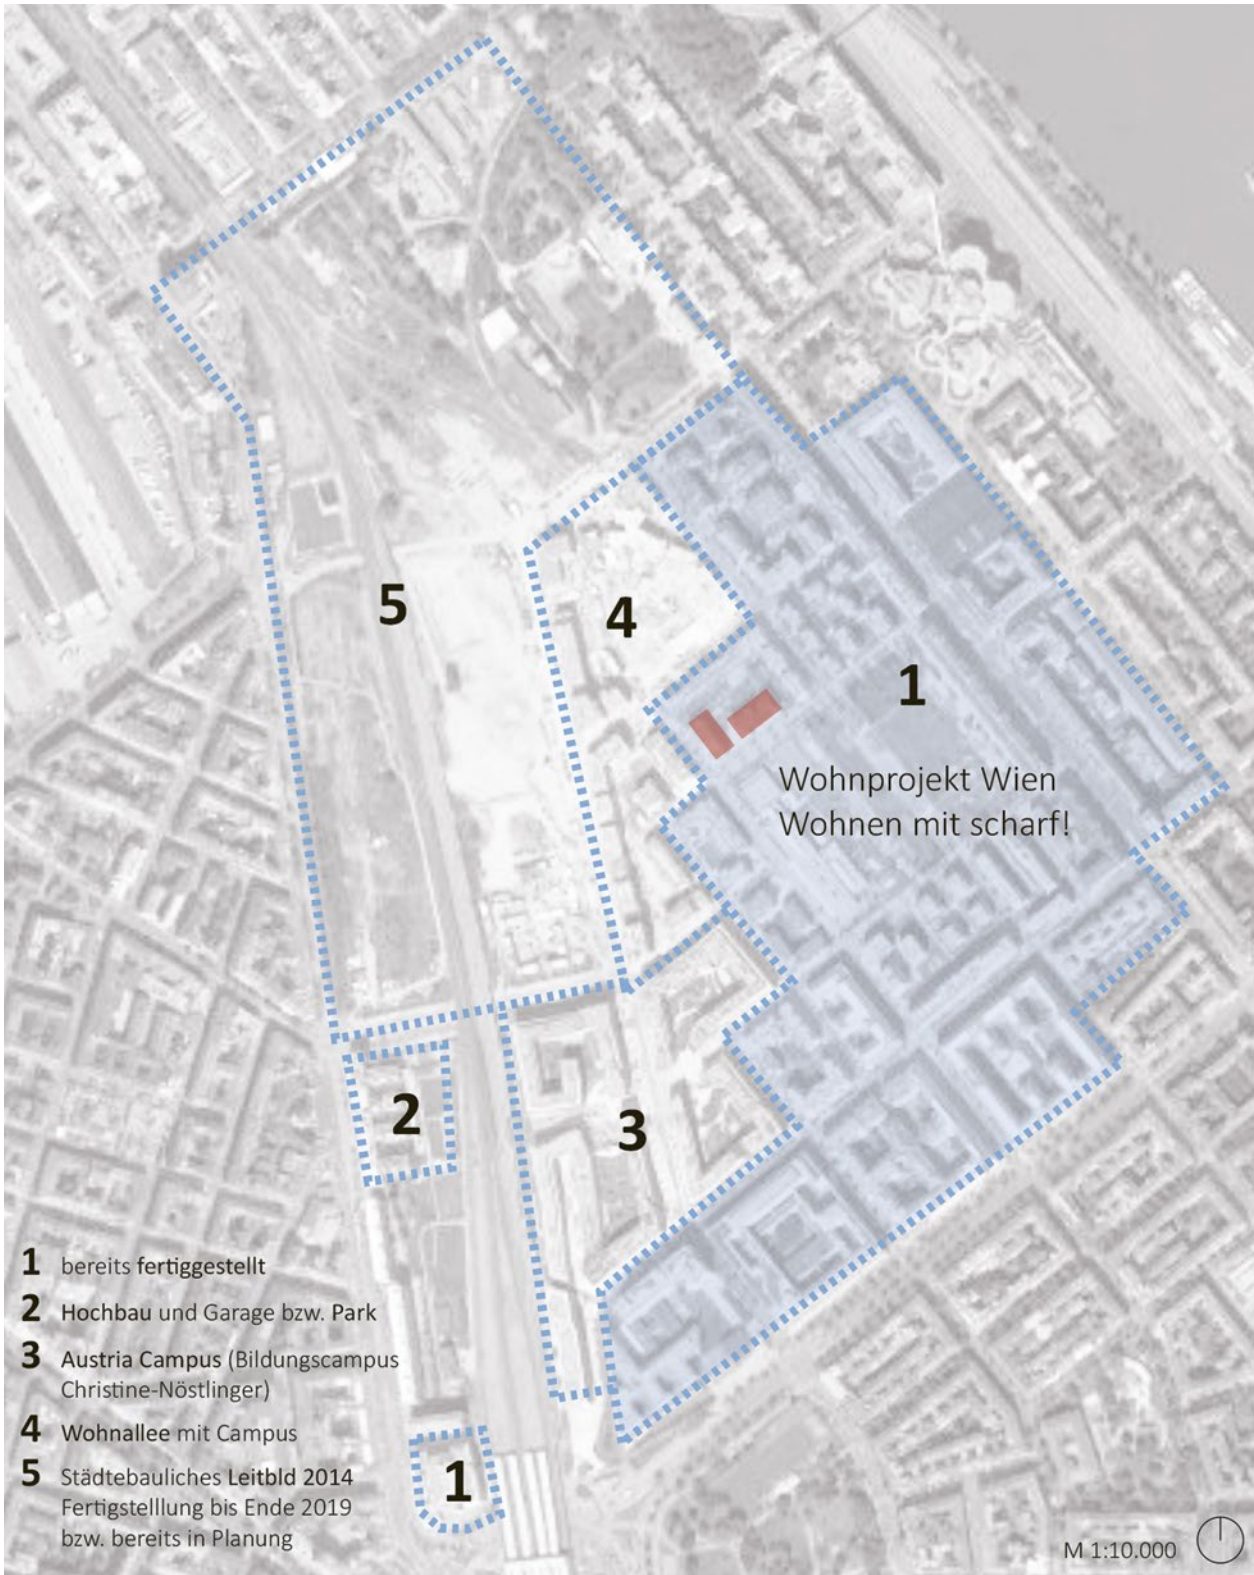 5
4
1
Wohnprojekt Wien
Wohnen mit scharf!
2
3
1 bereits fertiggestellt
2 Hochbau und Garage bzw. Park
3 Austria Campus (Bildungscampus
Christine-Nöstlinger)
4 Wohnallee mit Campus
5 Städtebauliches Leitbld 2014
Fertigstelllung bis Ende 2019
bzw. bereits in Planung
1
M 1:10.000